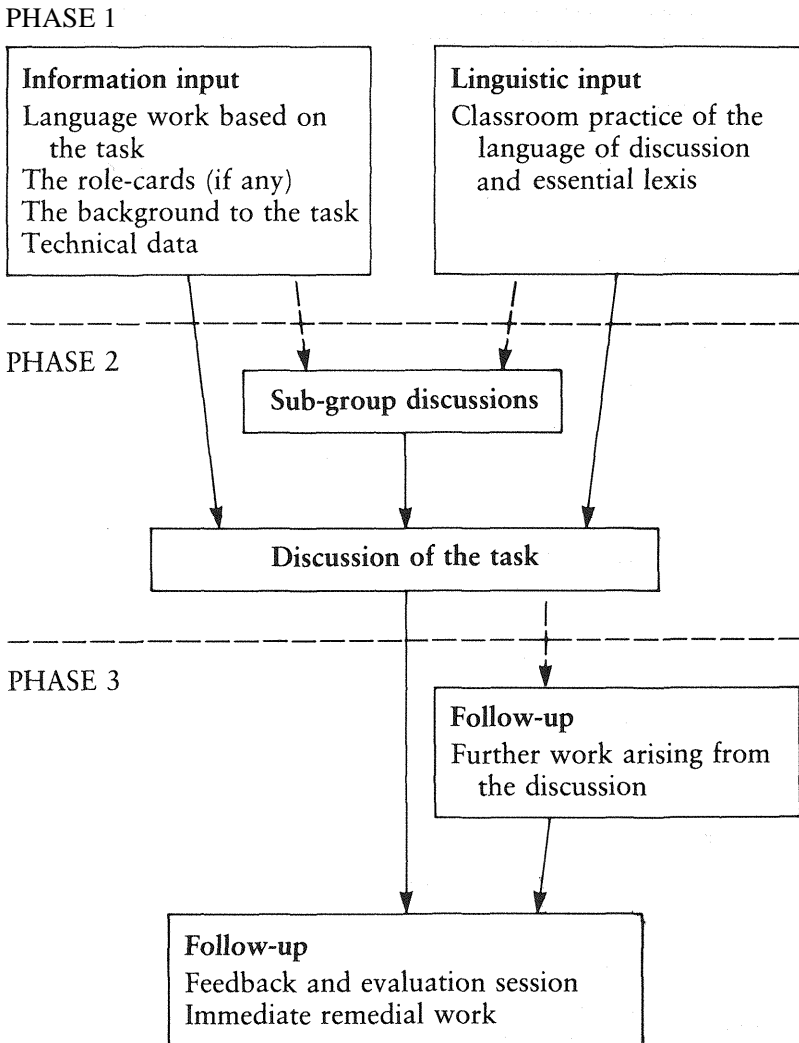 PHASE 1
Information input
Language work based on
the task
The role-cards (if any)
The background to the task
Technical data
Linguistic input
Classroom practice of the
language of discussion
and essential lexis
PHASE 2
Sub-group discussions
Discussion of the task
PHASE 3
Follow-up
Further work arising from
the discussion
Follow-up
Feedback and evaluation session
Immediate remedial work